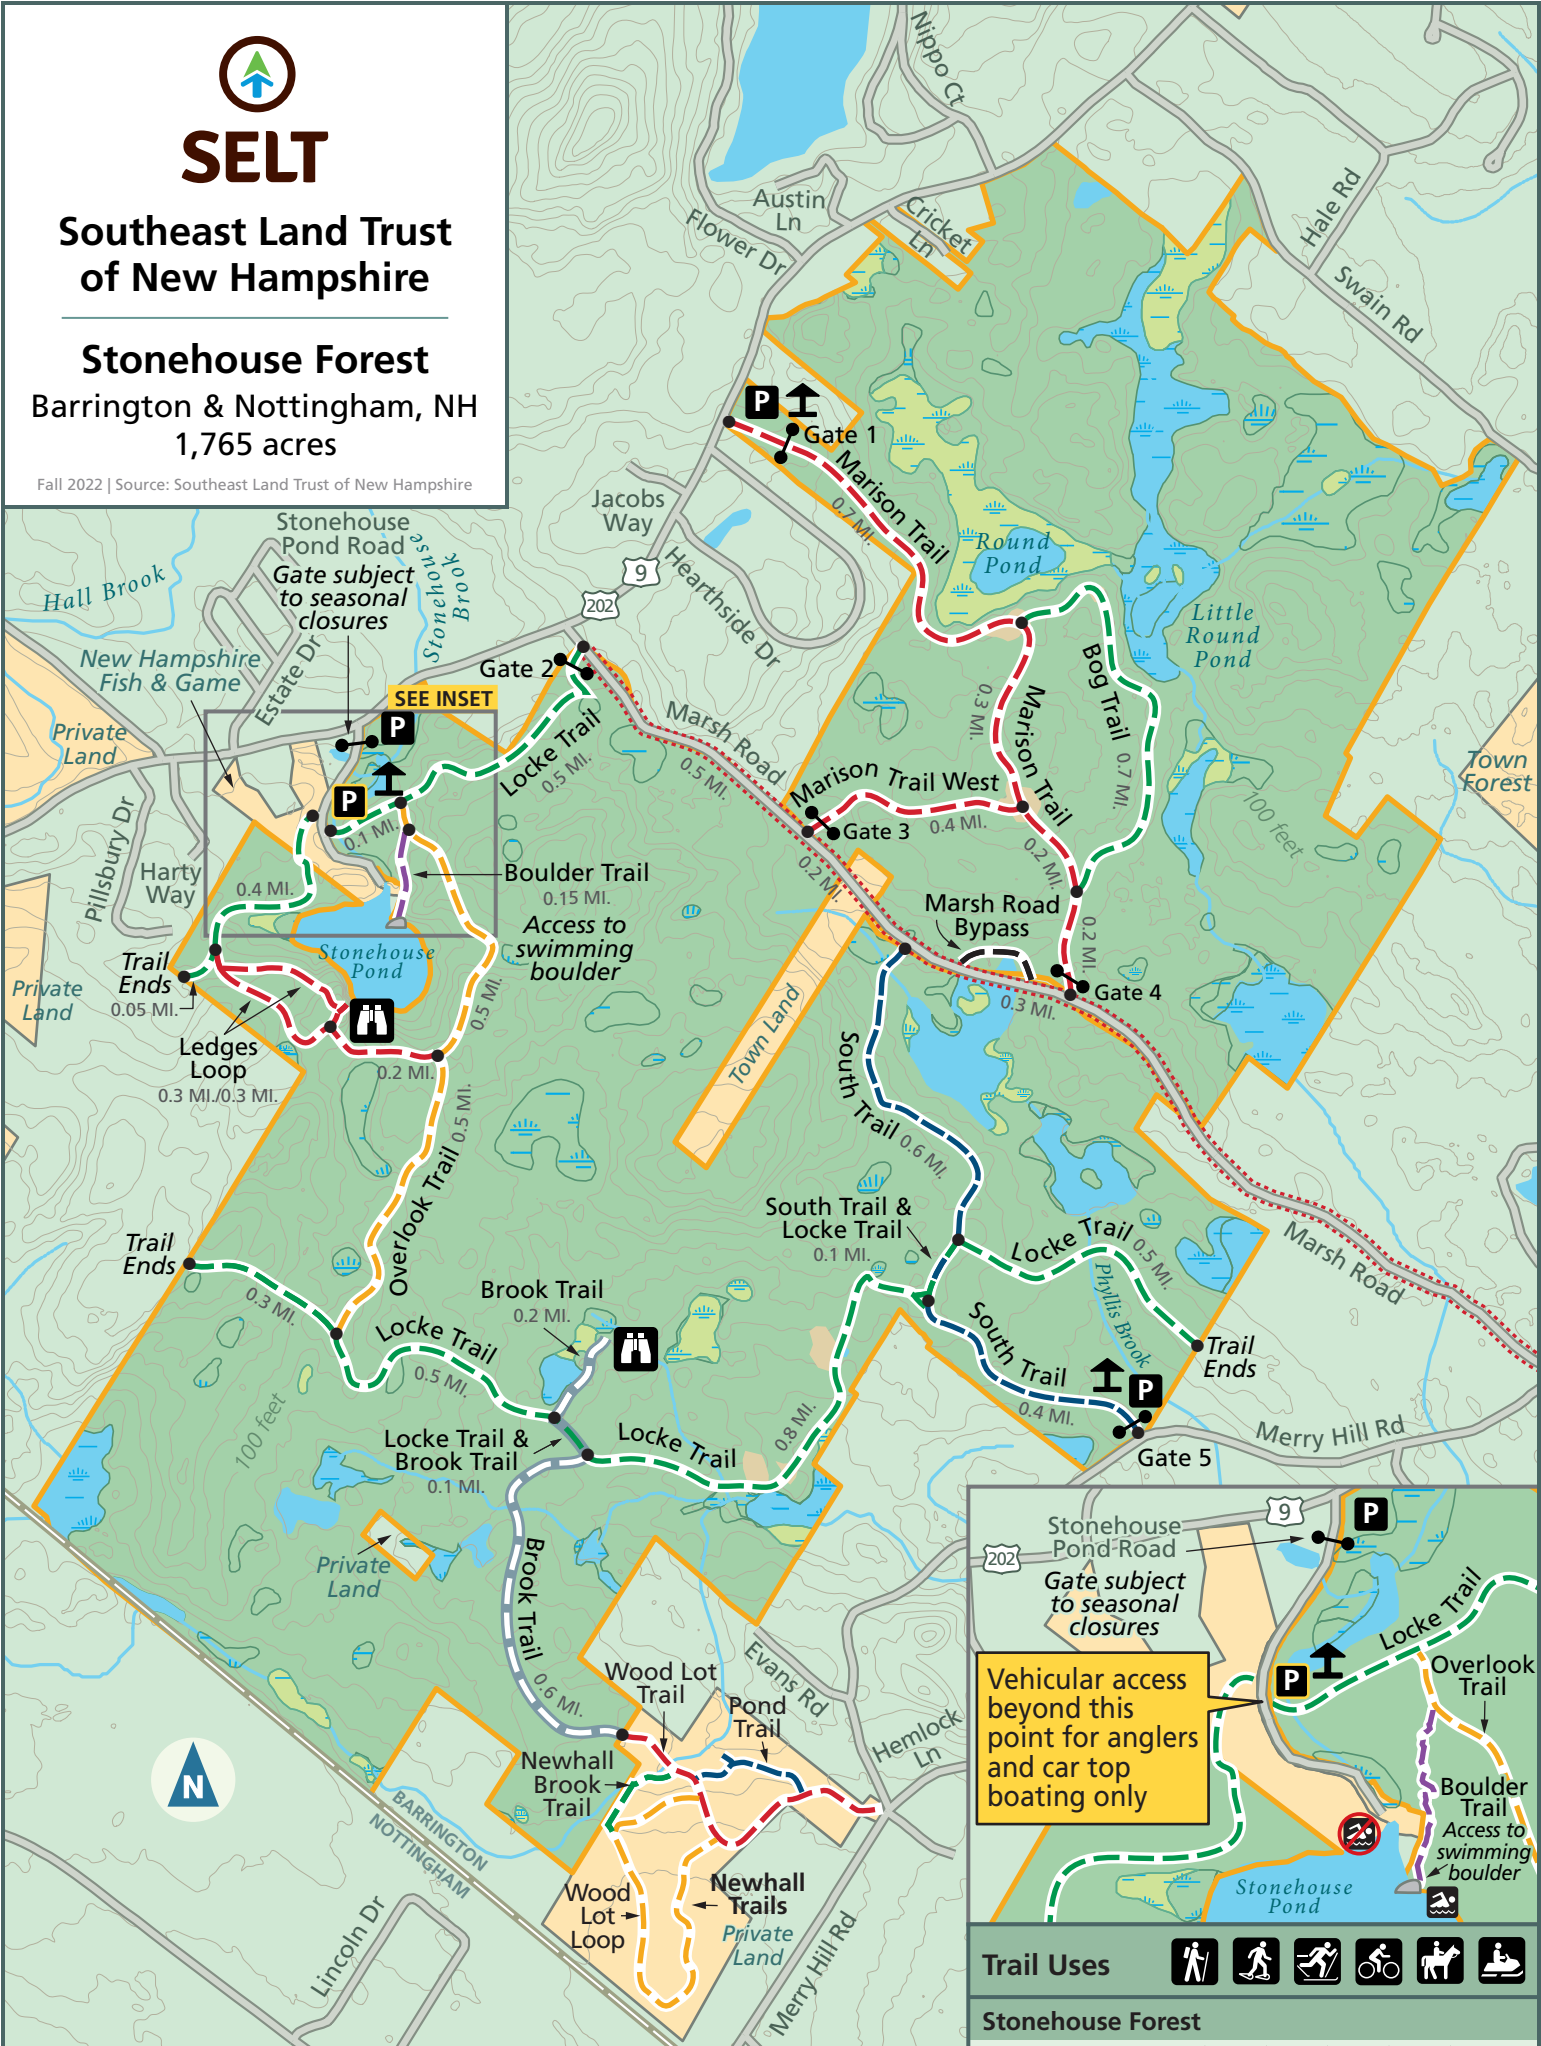 SELT
Southeast Land Trust
of New Hampshire
Stonehouse Forest
Barrington & Nottingham, NH
1,765 acres
Fall 2022 | Source: Southeast Land Trust of New Hampshire
Nippo Ct
Austin
Ln
Cricket
Ln
Flower Dr
Hale Rd
Swain Rd
P
Gate 1
Marison Trail
0.7 MI.
Jacobs
Way
9
202
Hearthside Dr
Round
Pond
Little
Round
Pond
Stonehouse
Pond Road
Gate subject
to seasonal
closures
Stonehouse
Brook
Hall Brook
New Hampshire
Fish & Game
Estate Dr
Private
Land
SEE INSET
P
P
Gate 2
Locke Trail
0.5 MI.
0.1 MI.
Marsh Road
0.5 MI.
Marison Trail
0.3 MI.
Bog Trail
0.7 MI.
Marison Trail West
0.4 MI.
Gate 3
0.2 MI.
0.2 MI.
Town
Forest
100 feet
Pillsbury Dr
Harty
Way
0.4 MI.
Boulder Trail
0.15 MI.
Access to
swimming
boulder
Stonehouse
Pond
Marsh Road
Bypass
0.2 MI.
Gate 4
0.3 MI.
Trail
Ends
0.05 MI.
Private
Land
Ledges
Loop
0.3 MI./0.3 MI.
0.2 MI.
0.5 MI.
Town Land
South Trail
0.6 MI.
Overlook Trail
0.5 MI.
South Trail &
Locke Trail
0.1 MI.
Locke Trail
0.5 MI.
Marsh Road
Trail
Ends
0.3 MI.
Phyllis Brook
Brook Trail
0.2 MI.
Locke Trail
0.5 MI.
South Trail
0.4 MI.
P
Trail
Ends
Gate 5
Merry Hill Rd
100 feet
Locke Trail &
Brook Trail
0.1 MI.
Locke Trail
0.8 MI.
Private
Land
Brook Trail
0.6 MI.
Evans Rd
Wood Lot
Trail
Pond
Trail
Hemlock
Ln
Newhall
Brook
Trail
N
BARRINGTON
NOTTINGHAM
Wood
Lot
Loop
Newhall
Trails
Private
Land
Lincoln Dr
Merry Hill Rd
9
P
202
Stonehouse
Pond Road
Gate subject
to seasonal
closures
Locke Trail
P
Vehicular access
beyond this
point for anglers
and car top
boating only
Overlook
Trail
Boulder
Trail
Access to
swimming
boulder
Stonehouse
Pond
Trail Uses
Stonehouse Forest